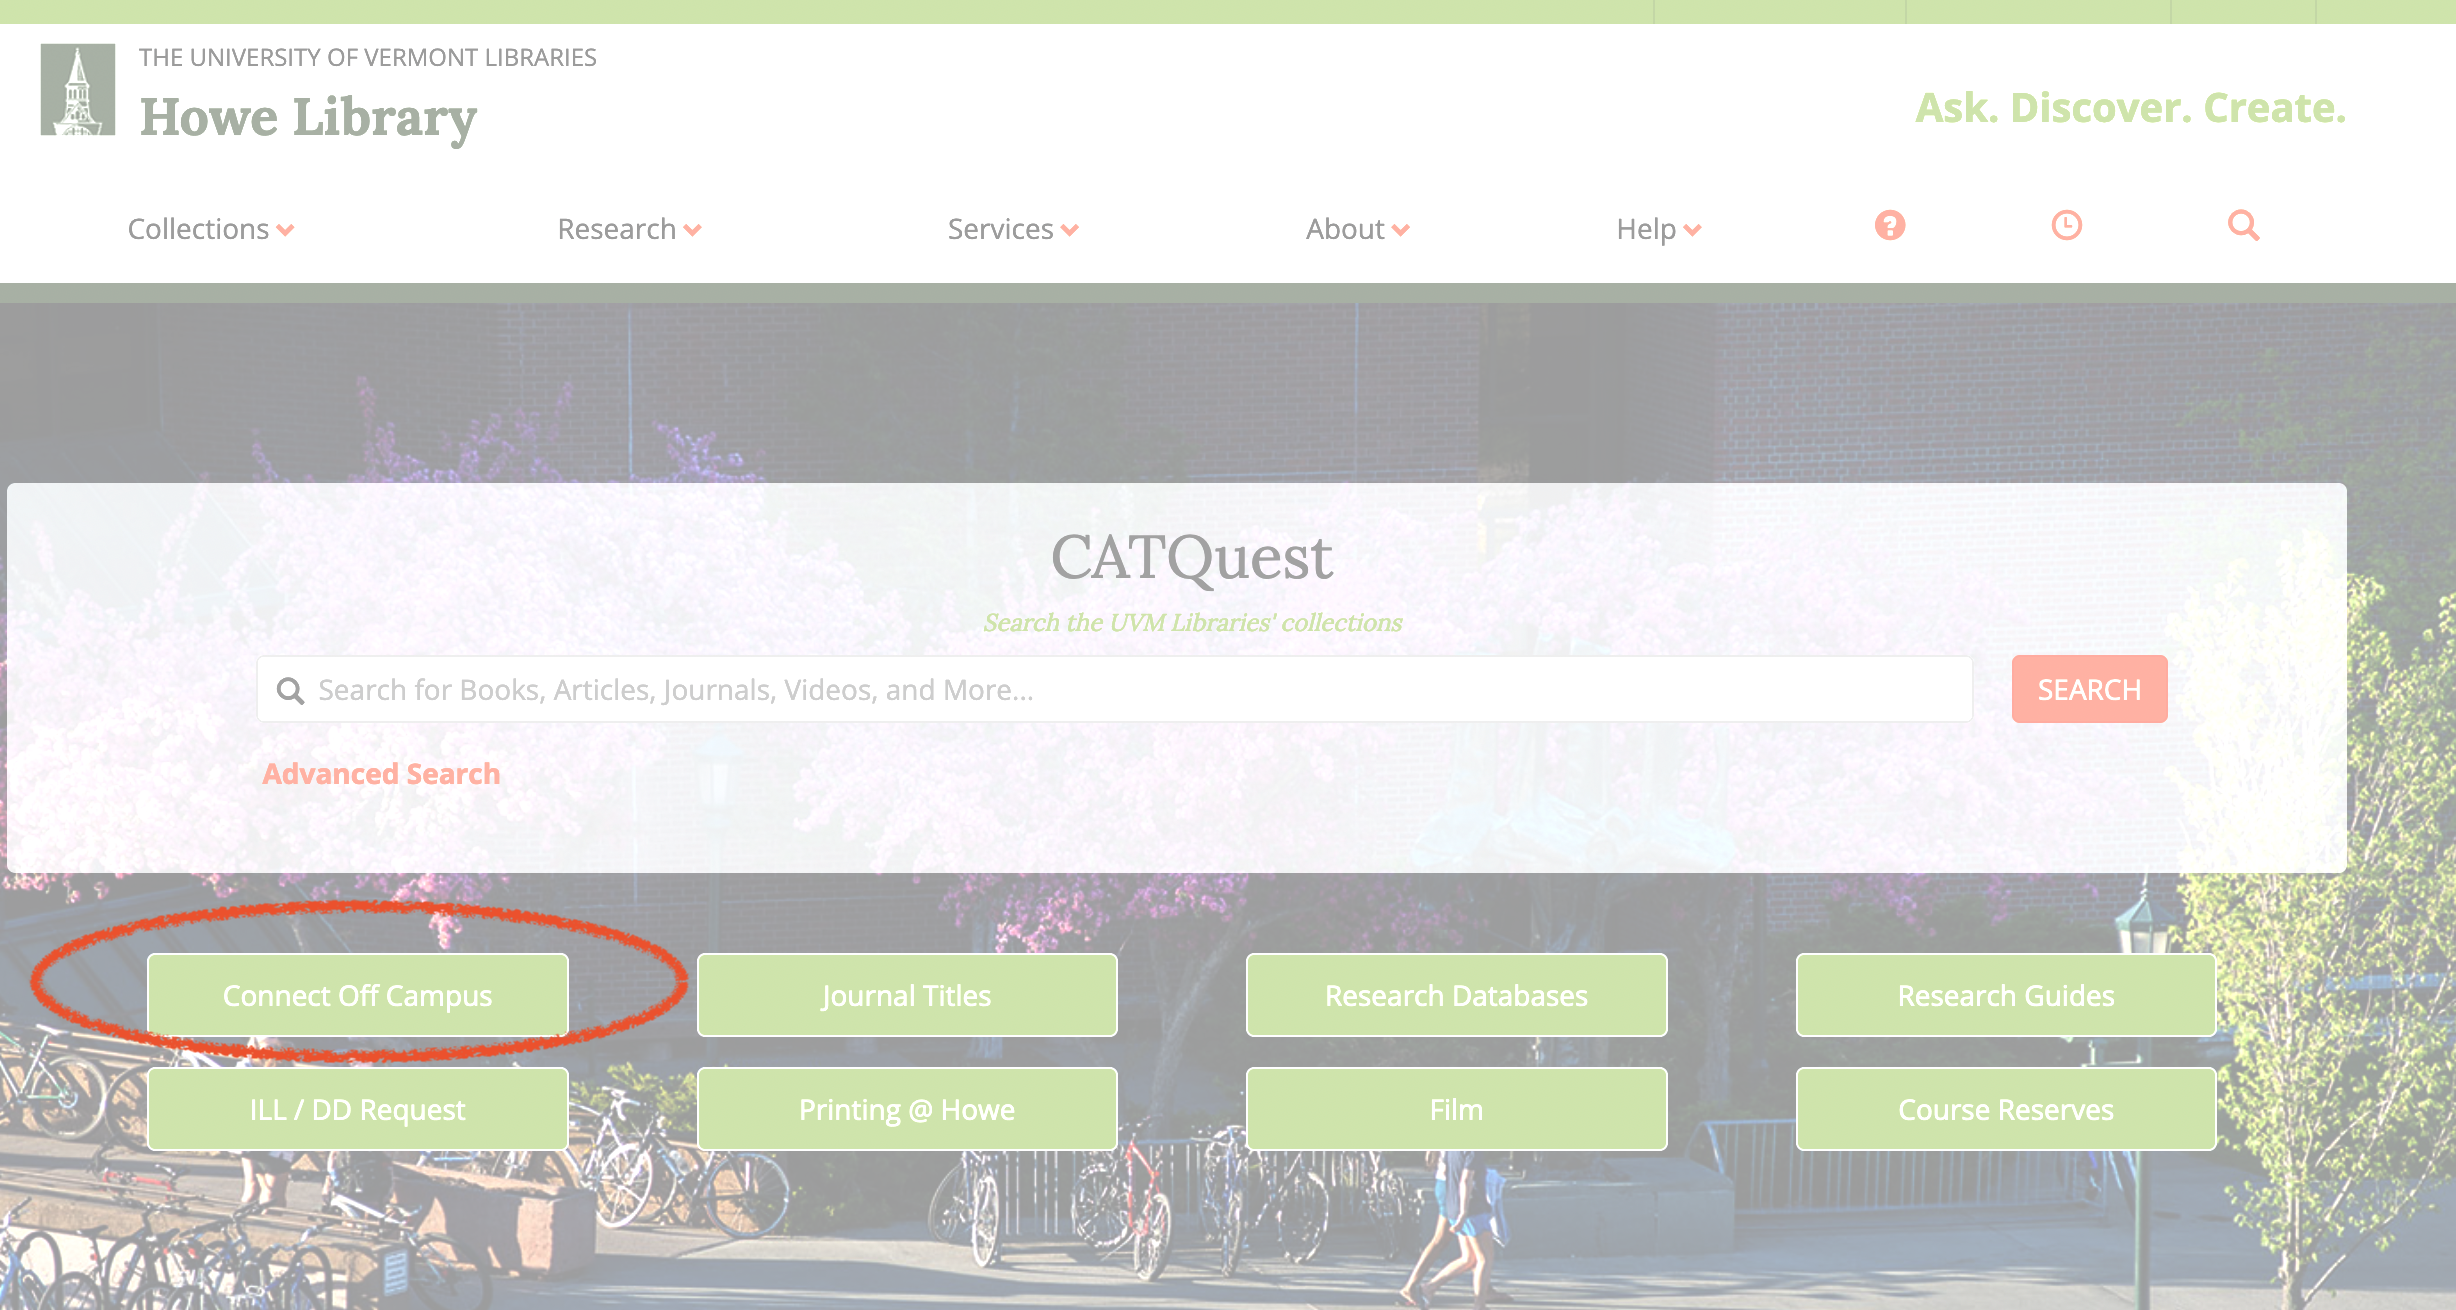 THE UNIVERSITY OF VERMONT LIBRARIES
Howe Library
Ask. Discover. Create.
Collections
Research
Services
About
Help
CATQuest
Search the UVM Libraries' collections
Search for Books, Articles, Journals, Videos, and More...
SEARCH
Advanced Search
Connect Off Campus
Journal Titles
Research Databases
Research Guides
ILL / DD Request
Printing @ Howe
Film
Course Reserves